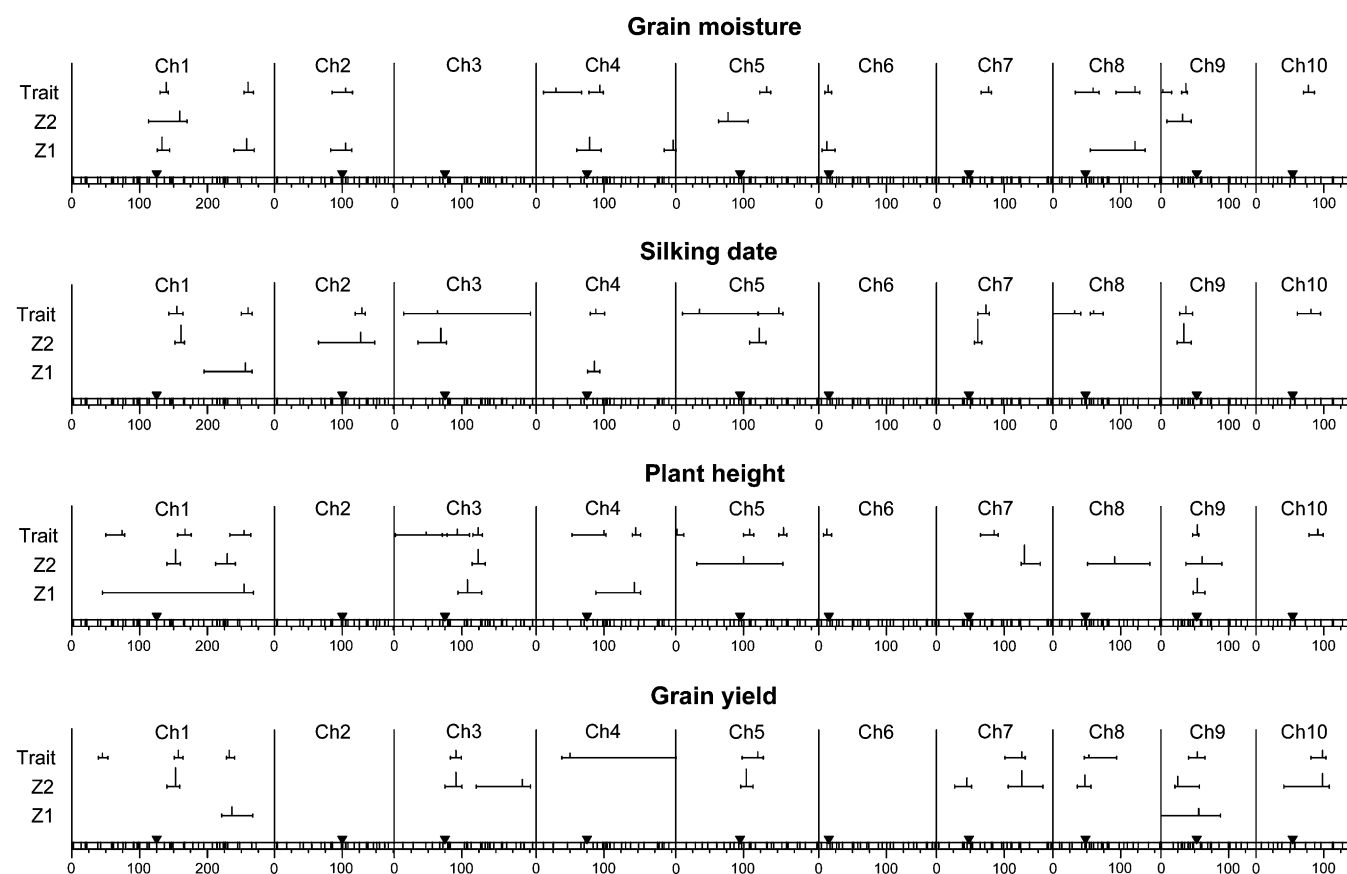 Grain moisture
Ch1 Ch2 Ch3 Ch4 Ch5 Ch6 Ch7 Ch8 Ch9 Ch10
Trait
Z2
Z1
0 100 200 0 100 0 100 0 100 0 100 0 100 0 100 0 100 0 100 0 100
Silking date
Ch1 Ch2 Ch3 Ch4 Ch5 Ch6 Ch7 Ch8 Ch9 Ch10
Trait
Z2
Z1
0 100 200 0 100 0 100 0 100 0 100 0 100 0 100 0 100 0 100 0 100
Plant height
Ch1 Ch2 Ch3 Ch4 Ch5 Ch6 Ch7 Ch8 Ch9 Ch10
Trait
Z2
Z1
0 100 200 0 100 0 100 0 100 0 100 0 100 0 100 0 100 0 100 0 100
Grain yield
Ch1 Ch2 Ch3 Ch4 Ch5 Ch6 Ch7 Ch8 Ch9 Ch10
Trait
Z2
Z1
0 100 200 0 100 0 100 0 100 0 100 0 100 0 100 0 100 0 100 0 100